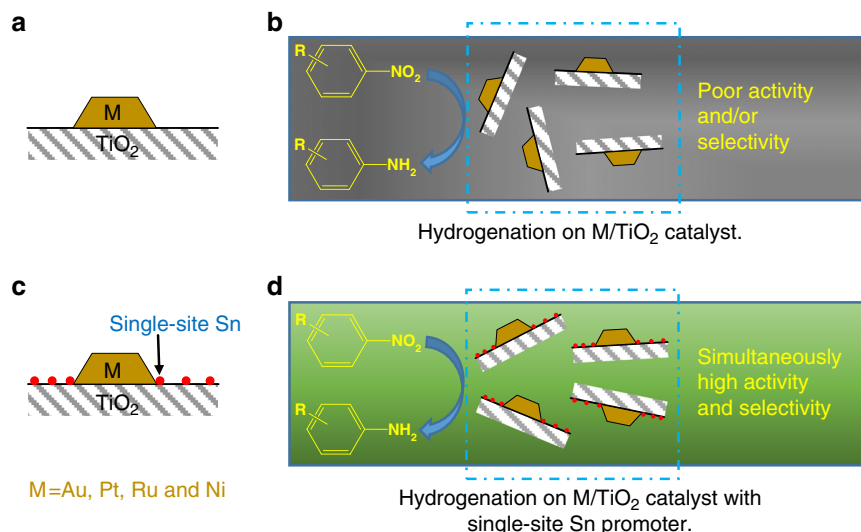 a
M
TiO₂
b
R
NO₂
R
NH₂
Poor activity
and/or
selectivity
Hydrogenation on M/TiO₂ catalyst.
c
Single-site Sn
M
TiO₂
M=Au, Pt, Ru and Ni
d
R
NO₂
R
NH₂
Simultaneously
high activity
and selectivity
Hydrogenation on M/TiO₂ catalyst with
single-site Sn promoter.